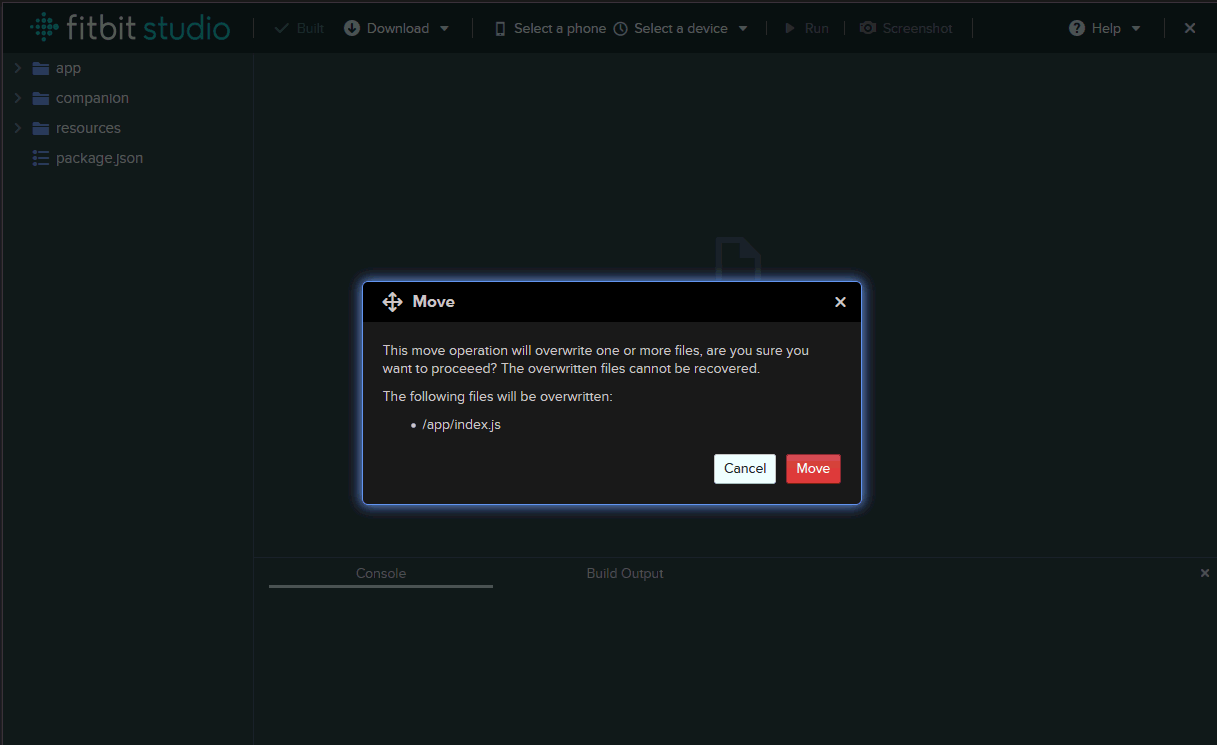 fitbit studio Built Download Select a phone Select a device Run Screenshot Help
app
companion
resources
package.json
Move
This move operation will overwrite one or more files, are you sure you
want to proceeed? The overwritten files cannot be recovered.
The following files will be overwritten:
• /app/index.js
Cancel Move
Console Build Output